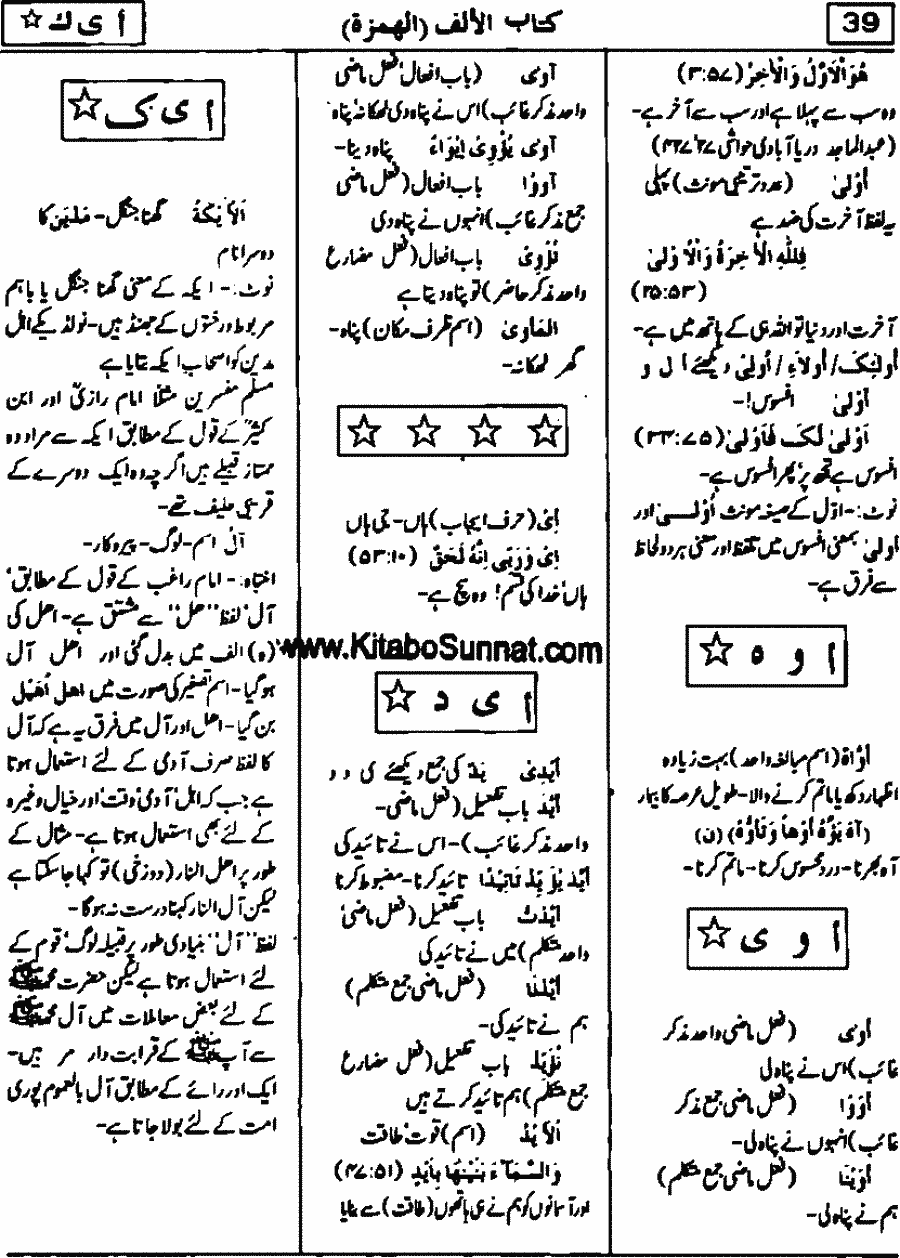 39
كتاب الألف (الهمزة)
أ ى ك ☆
هُوَ الْاَوَّلُ وَالْاٰخِرُ (۳:۵۷)
وہ سب سے پہلا ہے اور سب سے آخر ہے-
(عبدالماجد دریا آبادی حواشی
اُولیٰ (عدد ترتیبی مونث) پہلی
یہ لفظ آخرت کی ضد ہے
فَلِلّٰهِ الْاٰخِرَةُ وَالْاُوْلیٰ
(۲۵:۵۳)
آخرت اور دنیا تو اللہ ہی کے ہاتھ میں ہے-
اُولٰئِکَ/ اُولاَءِ / اُولِیْ دیکھئے ا ل و
اَوْلیٰ افسوس!-
اَوْلیٰ لَکَ فَاَوْلیٰ (۳۴:۷۵)
افسوس ہے تجھ پر پھر افسوس ہے-
نوٹ:- اوّل کے صیغہ مونث اُوْلٰی اور
اَولیٰ بمعنی افسوس میں تلفظ اور معنی ہر دو لحاظ
سے فرق ہے-
ا و ه ☆
اَوَّاهٌ (اسم مبالغہ واحد) بہت زیادہ
اظہار دکھ یا ماتم کرنے والا- طویل عرصہ کا بیمار
(آهَ یَؤُهُ اَوْهاً وَتَأَوَّهَ) (ن)
آہ بھرنا- درد محسوس کرنا- ماتم کرنا-
ا و ى ☆
اَوٰی (فعل ماضی واحد مذکر
غائب) اس نے پناہ لی
اَوَوْا (فعل ماضی جمع مذکر
غائب) انہوں نے پناہ لی-
اَوَیْنَا (فعل ماضی جمع متکلم)
ہم نے پناہ لی-
آوٰی (باب افعال فعل ماضی
واحد مذکر غائب) اس نے پناہ دی ٹھکانہ پناہ
آوٰی یُؤْوِیْ اِیْوَاءً پناہ دینا-
آوَوْا باب افعال (فعل ماضی
جمع مذکر غائب) انہوں نے پناہ دی
تُؤْوِیْ باب افعال (فعل مضارع
واحد مذکر حاضر) تو پناہ دیتا ہے
المَاوٰی (اسم ظرف مکان) پناہ-
گھر ٹھکانہ-
☆ ☆ ☆ ☆
اِیْ (حرف ایجاب) ہاں- جی ہاں
اِیْ وَرَبِّی اِنَّهٗ لَحَقٌّ (۵۳:۱۰)
ہاں خدا کی قسم! وہ سچ ہے-
www.KitaboSunnat.com
ا ى د ☆
اَیْدِیْ یَدٌ کی جمع دیکھئے ی د و
اَیَّدَ باب تفعیل (فعل ماضی-
واحد مذکر غائب)- اس نے تائید کی
اَیَّدَ یُؤَیِّدُ تَائِیْدًا تائید کرنا- مضبوط کرنا
اَیَّدْتُ باب تفعیل (فعل ماضی
واحد متکلم) میں نے تائید کی
اَیَّدْنَا (فعل ماضی جمع متکلم)
ہم نے تائید کی-
نُؤَیِّدُ باب تفعیل (فعل مضارع
جمع متکلم) ہم تائید کرتے ہیں
اَلْاَیْدُ (اسم) قوت طاقت
وَالسَّمَآءَ بَنَیْنٰهَا بِاَیْدٍ (۴۷:۵۱)
اور آسمانوں کو ہم نے ہی ہاتھوں (طاقت) سے بنایا
ا ى ک ☆
اَلْاَیْکَةُ گھنا جنگل- مَدْیَن کا
دوسرا نام
نوٹ:- ایکہ کے معنی گھنا جنگل یا باہم
مربوط درختوں کے جھنڈ ہیں- نولڈ یکے اہل
مدین کو اصحاب ایکہ بتایا ہے
مسلم مفسرین مثلاً امام رازیؒ اور ابن
کثیرؒ کے قول کے مطابق ایکہ سے مراد وہ
ممتاز قبیلے ہیں اگرچہ وہ ایک دوسرے کے
قریبی حلیف تھے-
آلُ اسم- لوگ- پیروکار-
انتباہ:- امام راغب کے قول کے مطابق
آل لفظ "اھل" سے مشتق ہے- اھل کی
(ہ) الف میں بدل گئی اور اھل آل
ہو گیا- اسم تصغیر کی صورت میں اھل اُھَیْل
بن گیا- اھل اور آل میں فرق یہ ہے کہ آل
کا لفظ صرف آدمی کے لئے استعمال ہوتا
ہے جب کہ اہل آدمی وقت اور خیال وغیرہ
کے لئے بھی استعمال ہوتا ہے- مثال کے
طور پر اھل النار (دوزخی) تو کہا جا سکتا ہے
لیکن آل النار کہنا درست نہ ہوگا-
لفظ "آل" بنیادی طور پر قبیلہ لوگ قوم کے
لئے استعمال ہوتا ہے لیکن حضرت محمد ﷺ
کے لئے بعض معاملات میں آل محمد ﷺ
سے آپ ﷺ کے قرابت دار مر ہیں-
ایک اور رائے کے مطابق آل بالعموم پوری
امت کے لئے بولا جاتا ہے-